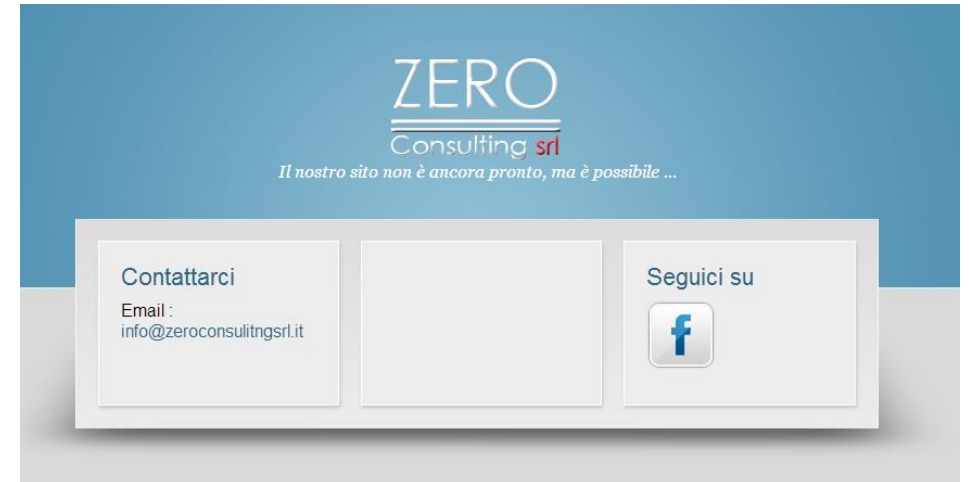 ZERO
Consulting srl
Il nostro sito non è ancora pronto, ma è possibile ...
Contattarci
Email :
info@zeroconsulitngsrl.it
Seguici su
f